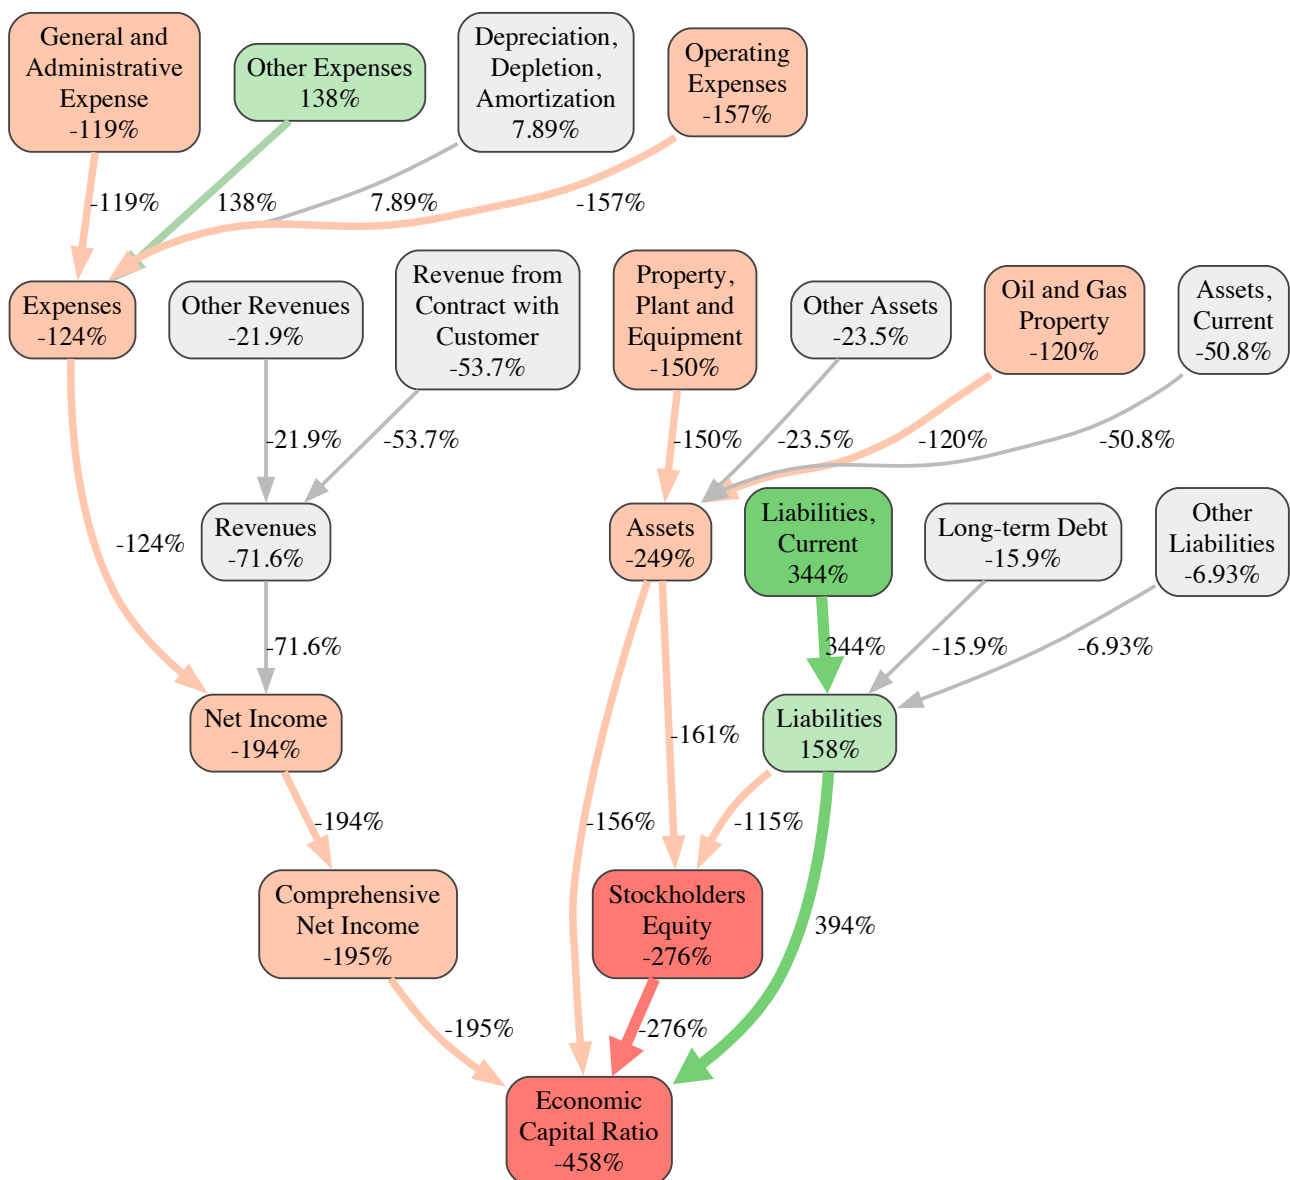 General and
Administrative
Expense
-119%
Other Expenses
138%
Depreciation,
Depletion,
Amortization
7.89%
Operating
Expenses
-157%
-119%
138%
7.89%
-157%
Expenses
-124%
Other Revenues
-21.9%
Revenue from
Contract with
Customer
-53.7%
Property,
Plant and
Equipment
-150%
Other Assets
-23.5%
Oil and Gas
Property
-120%
Assets,
Current
-50.8%
-21.9%
-53.7%
-150%
-23.5%
-120%
-50.8%
-124%
Revenues
-71.6%
Assets
-249%
Liabilities,
Current
344%
Long-term Debt
-15.9%
Other
Liabilities
-6.93%
-71.6%
344%
-15.9%
-6.93%
Net Income
-194%
-161%
Liabilities
158%
-194%
-156%
-115%
Comprehensive
Net Income
-195%
Stockholders
Equity
-276%
394%
-195%
-276%
Economic
Capital Ratio
-458%